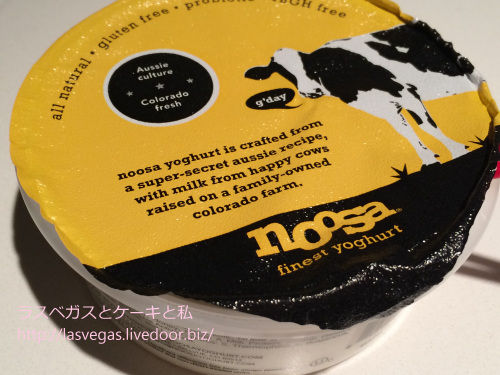 all natural • gluten free • probiotic • rBGH free
Aussie
culture
Colorado
fresh
g'day
noosa yoghurt is crafted from
a super-secret aussie recipe,
with milk from happy cows
raised on a family-owned
colorado farm.
noosa®
finest yoghurt
ラスベガスとケーキと私
http://lasvegas.livedoor.biz/